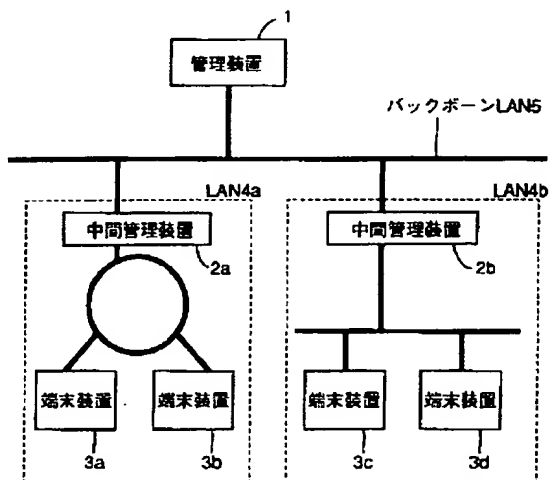 1
管理装置
バックボーンLAN5
LAN4a
LAN4b
中間管理装置
中間管理装置
2a
2b
端末装置
端末装置
端末装置
端末装置
3a
3b
3c
3d